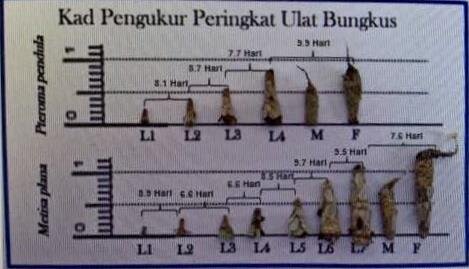 Kad Pengukur Peringkat Ulat Bungkus
Pteroma pendula
1
0
8.1 Hari
8.7 Hari
7.7 Hari
9.9 Hari
L1 L2 L3 L4 M F
Metisa plana
1
0
8.9 Hari
6.6 Hari
6.6 Hari
8.5 Hari
9.7 Hari
9.5 Hari
7.6 Hari
L1 L2 L3 L4 L5 L6 L7 M F